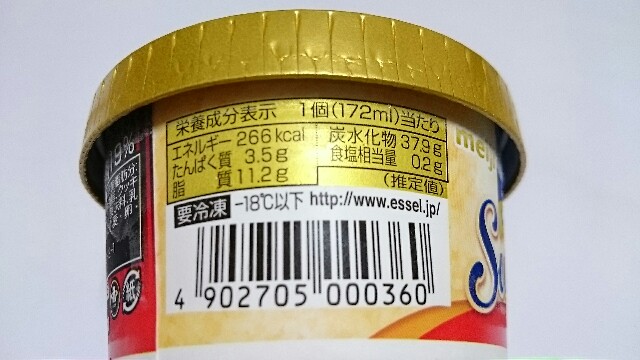 栄養成分表示 1個(172ml)当たり
エネルギー 266kcal
たんぱく質 3.5g
脂質 11.2g
炭水化物 37.9g
食塩相当量 0.2g
(推定値)
要冷凍 -18℃以下 http://www.essel.jp/
4 902705 000360
meiji
9%
紙